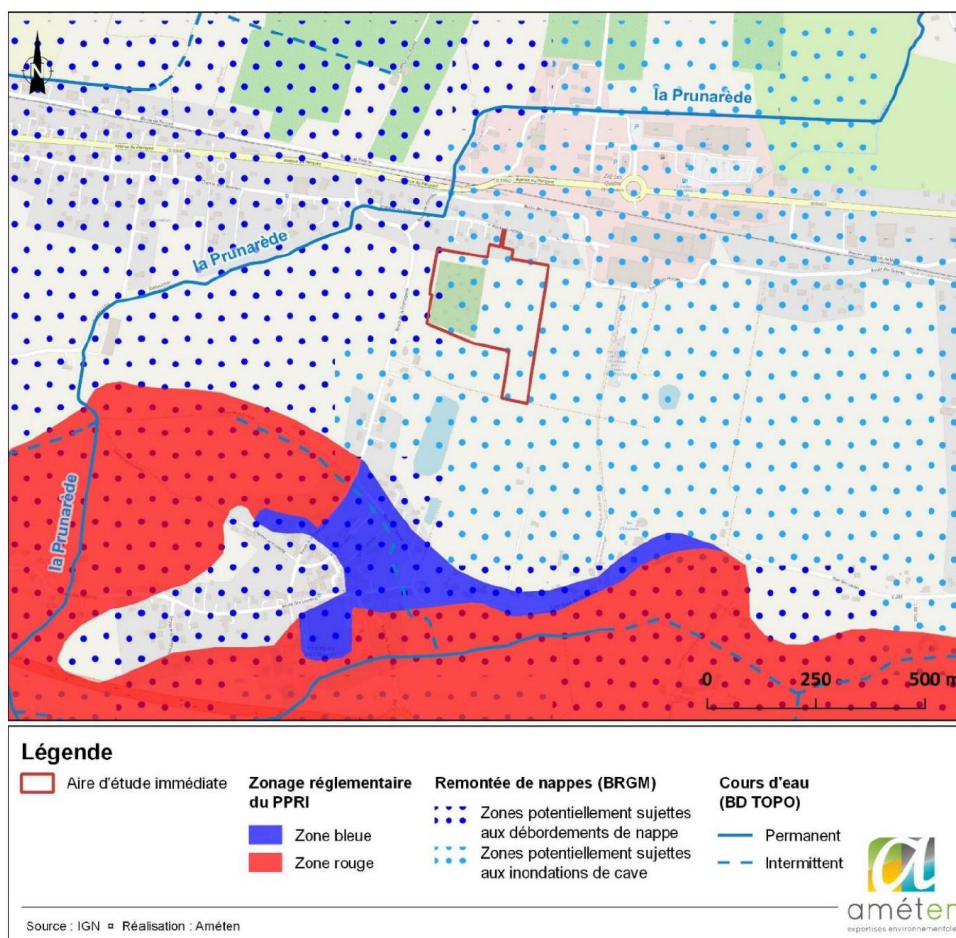 N
la Prunarède
la Prunarède
la Prunarède
0 250 500 m
Légende
Aire d'étude immédiate
Zonage réglementaire
du PPRI
Zone bleue
Zone rouge
Remontée de nappes (BRGM)
Zones potentiellement sujettes
aux débordements de nappe
Zones potentiellement sujettes
aux inondations de cave
Cours d'eau
(BD TOPO)
Permanent
Intermittent
Source : IGN ¤ Réalisation : Améten
améten
expertises environnementales